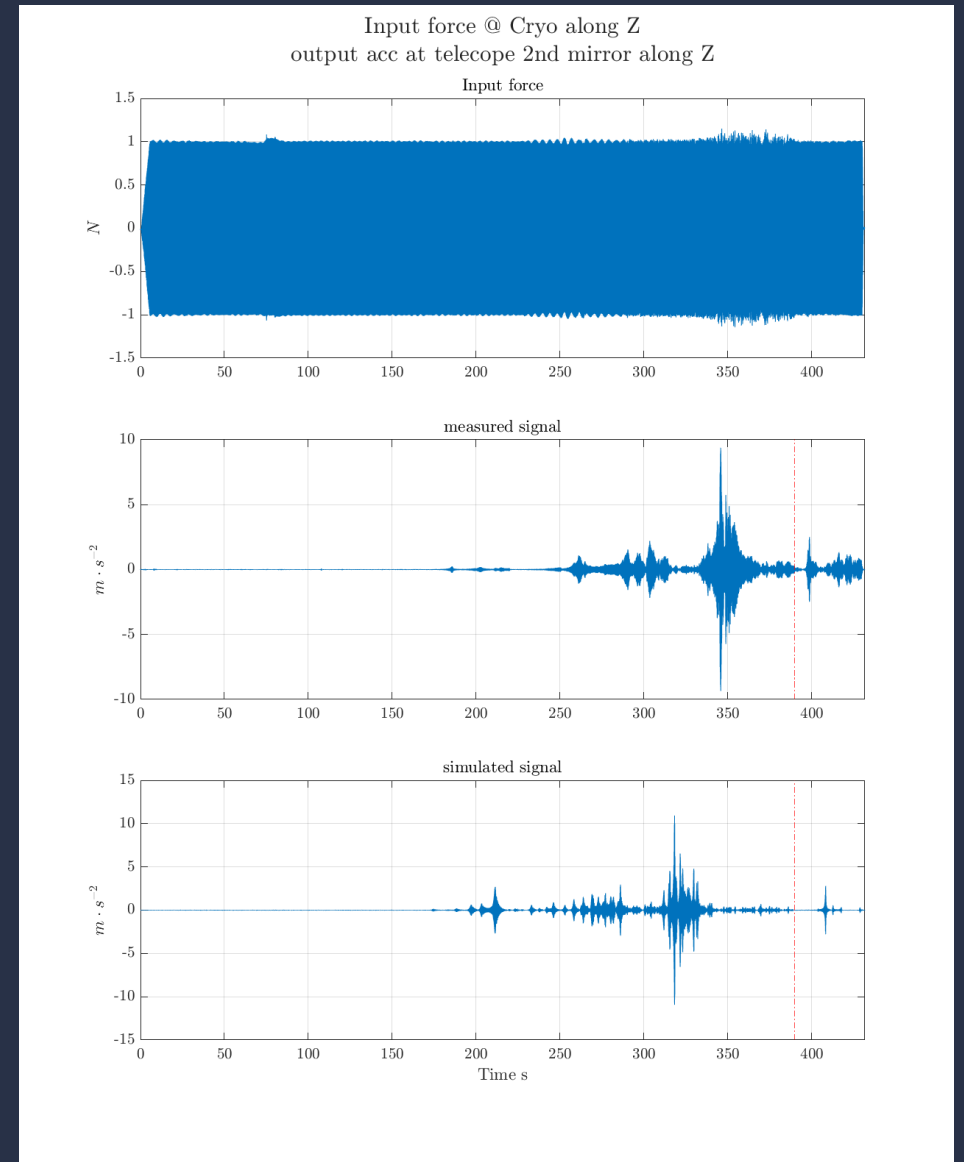 Input force @ Cryo along Z
output acc at telecope 2nd mirror along Z
Input force
1.5
1
0.5
0
-0.5
-1
-1.5
N
0 50 100 150 200 250 300 350 400
measured signal
10
5
0
-5
-10
m · s⁻²
0 50 100 150 200 250 300 350 400
simulated signal
15
10
5
0
-5
-10
-15
m · s⁻²
0 50 100 150 200 250 300 350 400
Time s